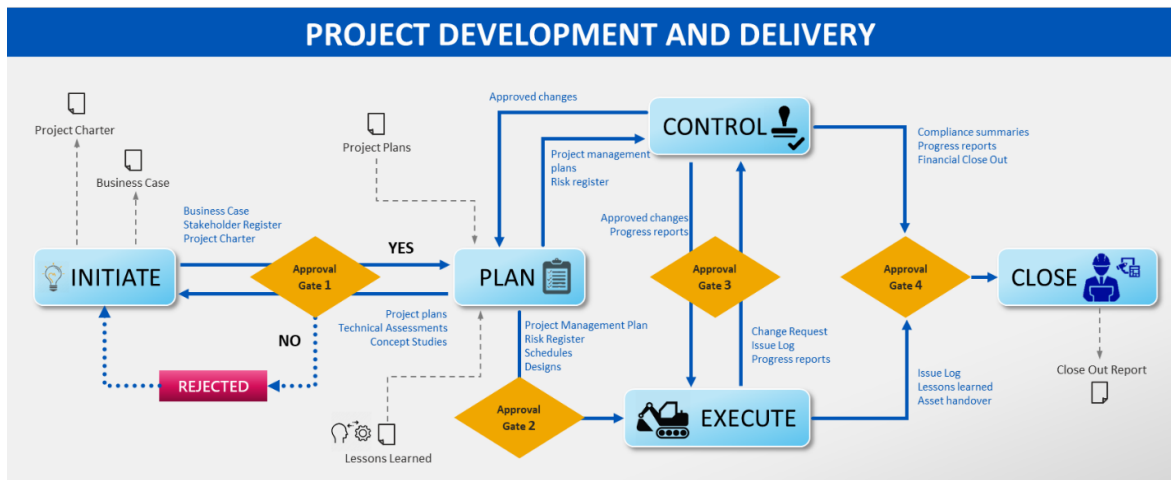 PROJECT DEVELOPMENT AND DELIVERY
Project Charter
Business Case
Business Case
Stakeholder Register
Project Charter
INITIATE
Approval
Gate 1
YES
NO
REJECTED
Project plans
Technical Assessments
Concept Studies
Project Plans
PLAN
Lessons Learned
Approved changes
Project management
plans
Risk register
CONTROL
Project Management Plan
Risk Register
Schedules
Designs
Approval
Gate 2
Approved changes
Progress reports
Approval
Gate 3
Change Request
Issue Log
Progress reports
EXECUTE
Compliance summaries
Progress reports
Financial Close Out
Approval
Gate 4
Issue Log
Lessons learned
Asset handover
CLOSE
Close Out Report